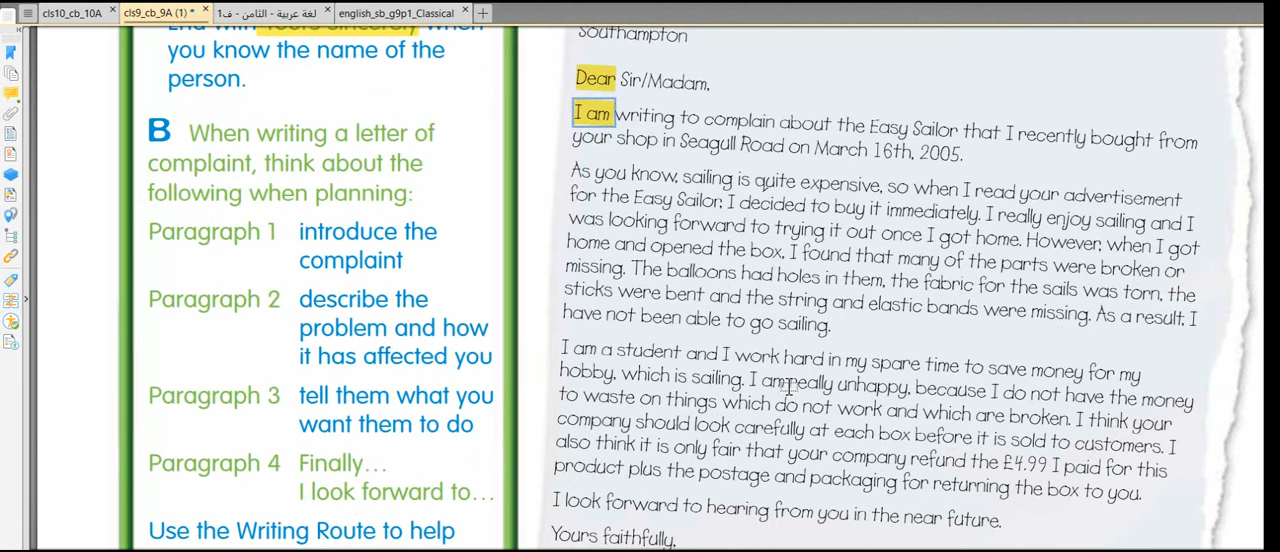 cls10_cb_10A
cls9_cb_9A (1) *
لغة عربية - الثامن - ف1
english_sb_g9p1_Classical
End with Yours sincerely when
you know the name of the
person.
B When writing a letter of
complaint, think about the
following when planning:
Paragraph 1 introduce the
complaint
Paragraph 2 describe the
problem and how
it has affected you
Paragraph 3 tell them what you
want them to do
Paragraph 4 Finally...
I look forward to...
Use the Writing Route to help
Southampton
Dear Sir/Madam,
I am writing to complain about the Easy Sailor that I recently bought from
your shop in Seagull Road on March 16th, 2005.
As you know, sailing is quite expensive, so when I read your advertisement
for the Easy Sailor, I decided to buy it immediately. I really enjoy sailing and I
was looking forward to trying it out once I got home. However, when I got
home and opened the box, I found that many of the parts were broken or
missing. The balloons had holes in them, the fabric for the sails was torn, the
sticks were bent and the string and elastic bands were missing. As a result, I
have not been able to go sailing.
I am a student and I work hard in my spare time to save money for my
hobby, which is sailing. I am really unhappy, because I do not have the money
to waste on things which do not work and which are broken. I think your
company should look carefully at each box before it is sold to customers. I
also think it is only fair that your company refund the £4.99 I paid for this
product plus the postage and packaging for returning the box to you.
I look forward to hearing from you in the near future.
Yours faithfully,